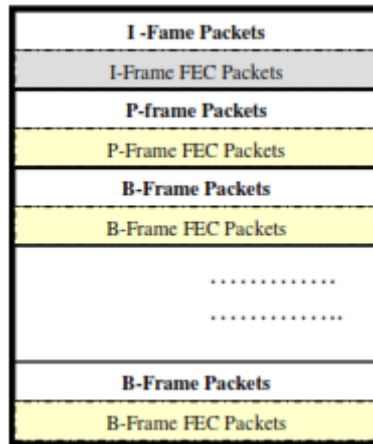 I -Fame Packets
I-Frame FEC Packets
P-frame Packets
P-Frame FEC Packets
B-Frame Packets
B-Frame FEC Packets
.............
..............
B-Frame Packets
B-Frame FEC Packets